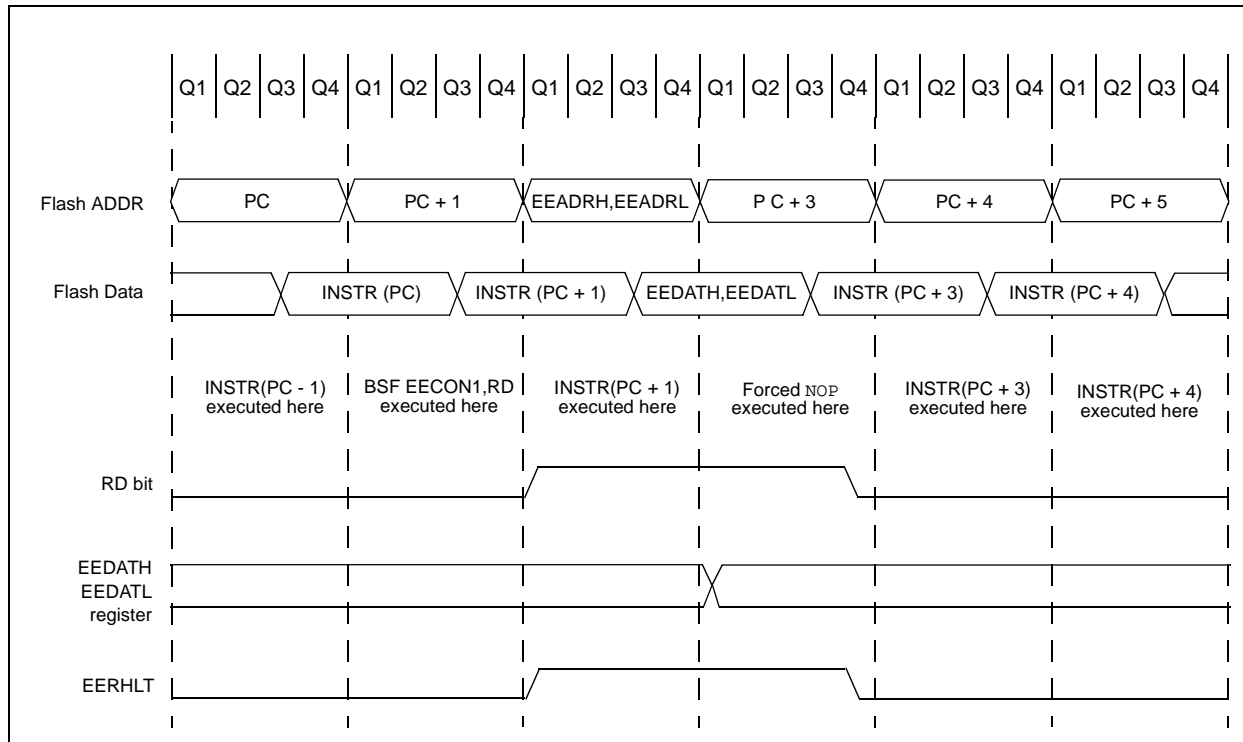 Q1 Q2 Q3 Q4 Q1 Q2 Q3 Q4 Q1 Q2 Q3 Q4 Q1 Q2 Q3 Q4 Q1 Q2 Q3 Q4 Q1 Q2 Q3 Q4
Flash ADDR PC PC + 1 EEADRH,EEADRL P C + 3 PC + 4 PC + 5
Flash Data INSTR (PC) INSTR (PC + 1) EEDATH,EEDATL INSTR (PC + 3) INSTR (PC + 4)
INSTR(PC - 1) BSF EECON1,RD INSTR(PC + 1) Forced NOP INSTR(PC + 3) INSTR(PC + 4)
executed here executed here executed here executed here executed here executed here
RD bit
EEDATH
EEDATL
register
EERHLT